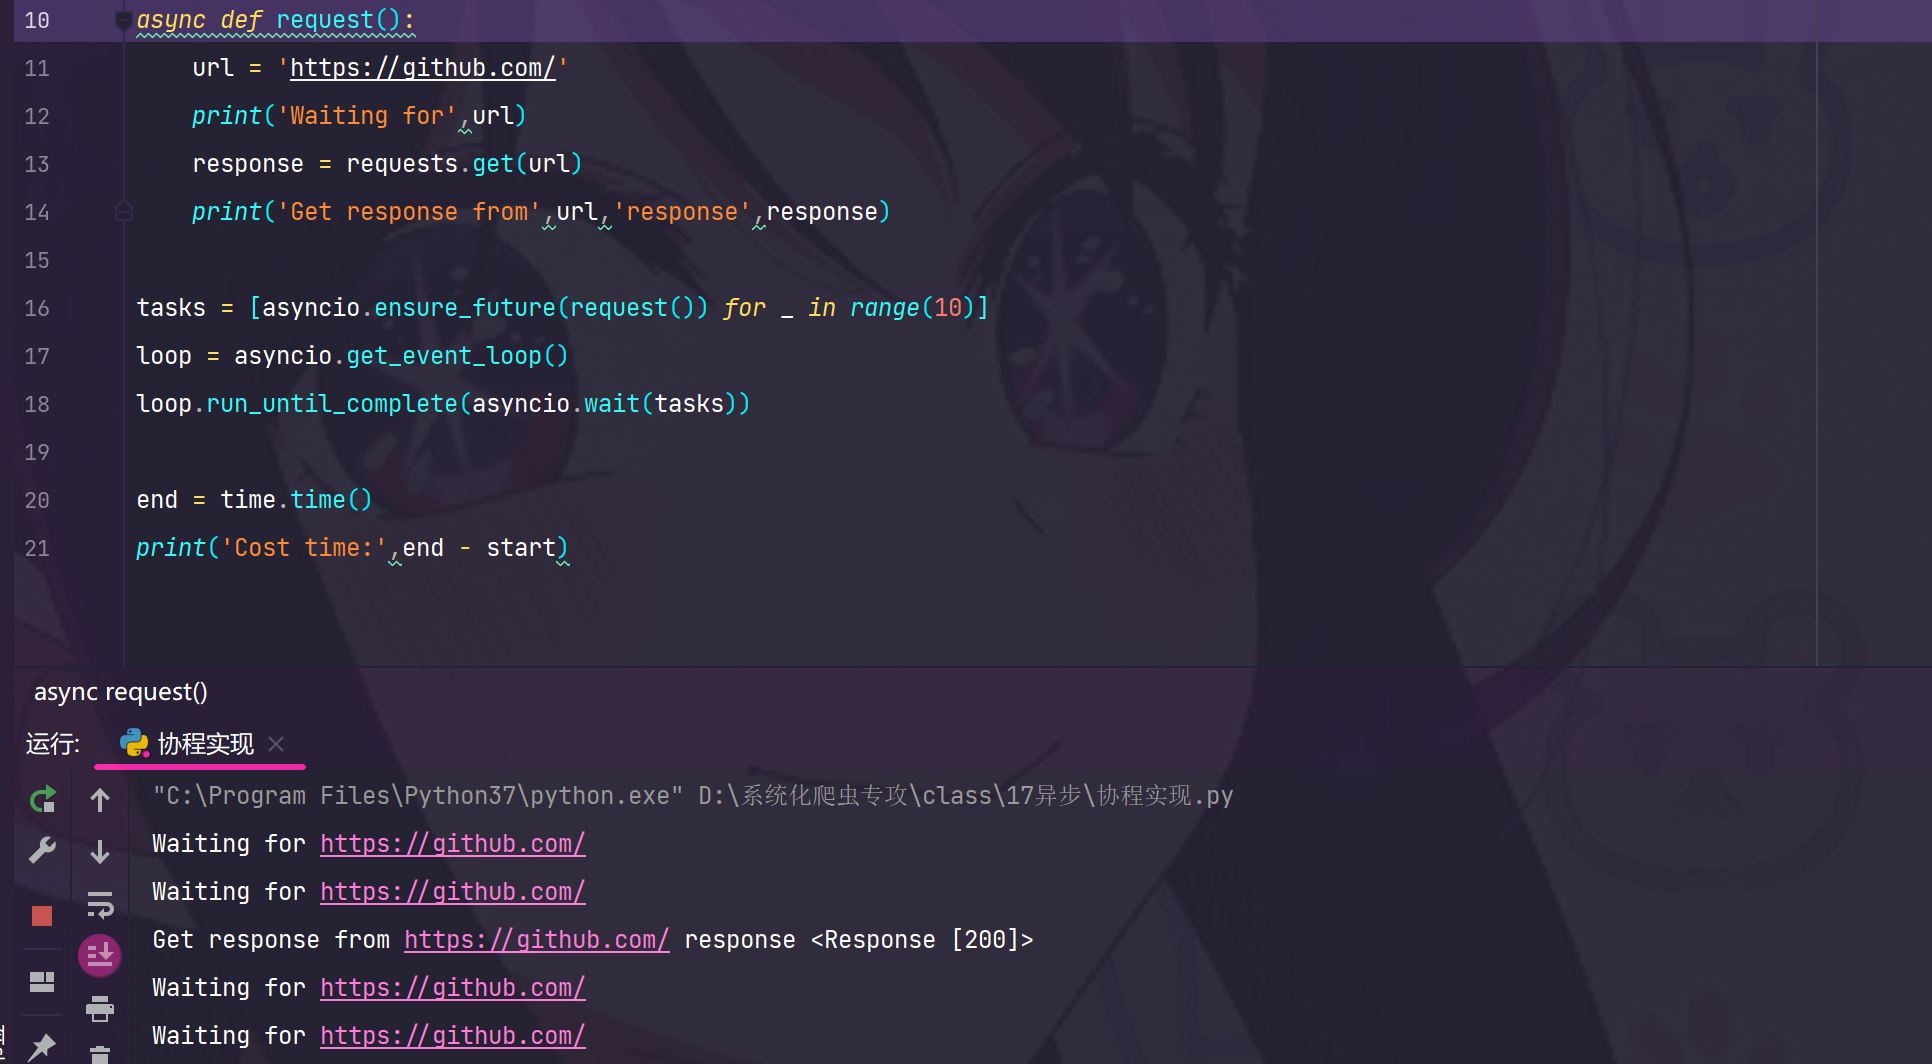 10 async def request():
11 url = 'https://github.com/'
12 print('Waiting for',url)
13 response = requests.get(url)
14 print('Get response from',url,'response',response)
15
16 tasks = [asyncio.ensure_future(request()) for _ in range(10)]
17 loop = asyncio.get_event_loop()
18 loop.run_until_complete(asyncio.wait(tasks))
19
20 end = time.time()
21 print('Cost time:',end - start)
async request()
运行: 协程实现
"C:\Program Files\Python37\python.exe" D:\系统化爬虫专攻\class\17异步\协程实现.py
Waiting for https://github.com/
Waiting for https://github.com/
Get response from https://github.com/ response <Response [200]>
Waiting for https://github.com/
Waiting for https://github.com/